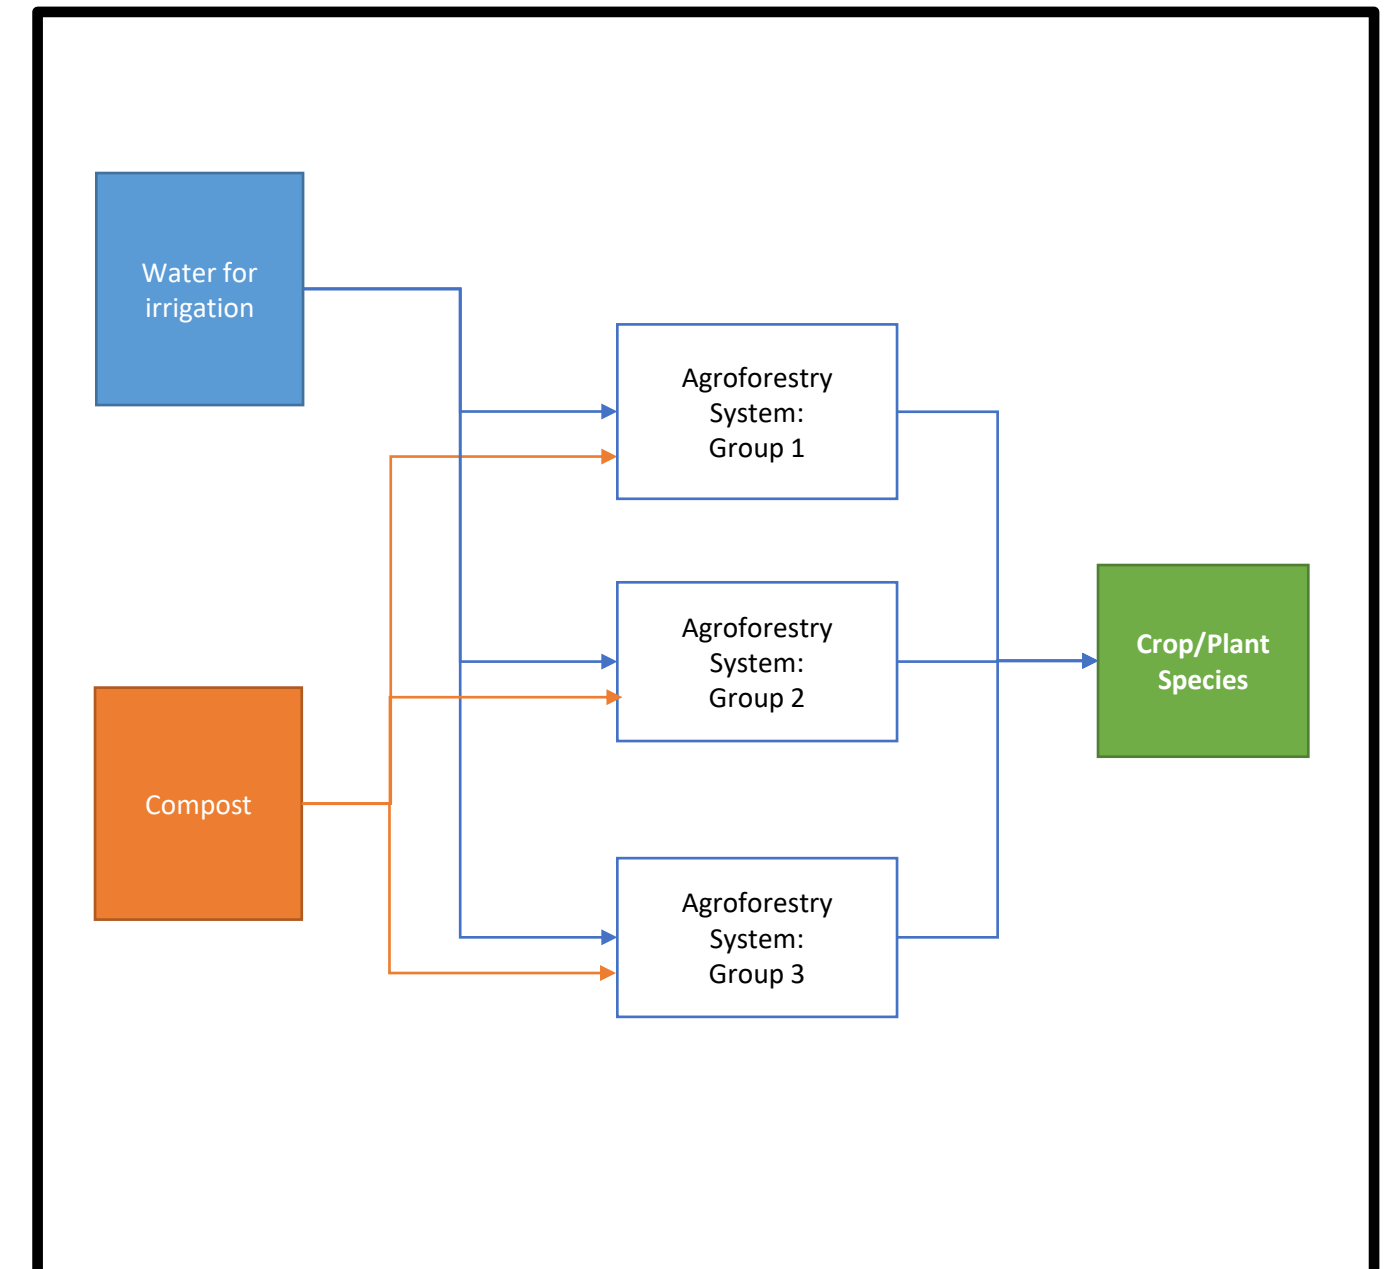 Water for
irrigation
Agroforestry
System:
Group 1
Agroforestry
System:
Group 2
Crop/Plant
Species
Compost
Agroforestry
System:
Group 3